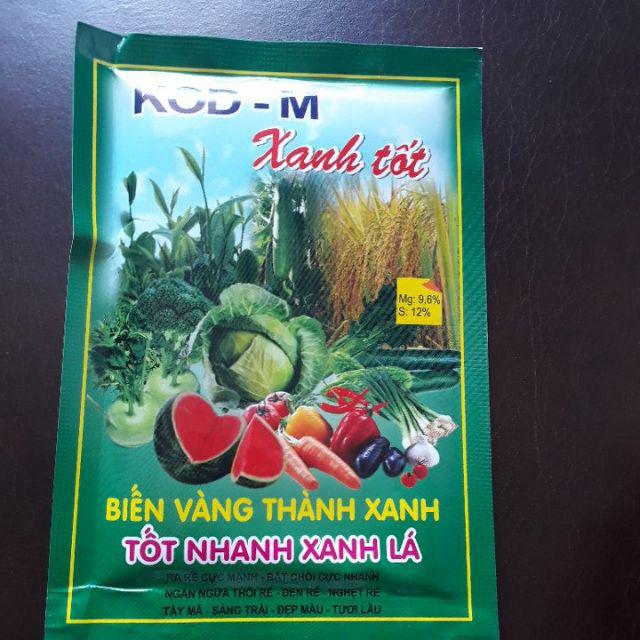 KOD - M
Xanh tốt
Mg: 9,6%
S: 12%
BIẾN VÀNG THÀNH XANH
TỐT NHANH XANH LÁ
RA RỄ CỰC MẠNH - BẬT CHỒI CỰC NHANH
NGĂN NGỪA THỐI RỄ - ĐEN RỄ - NGHẸT RỄ
TÂY MÃ - SÁNG TRÁI - ĐẸP MÀU - TƯƠI LÂU